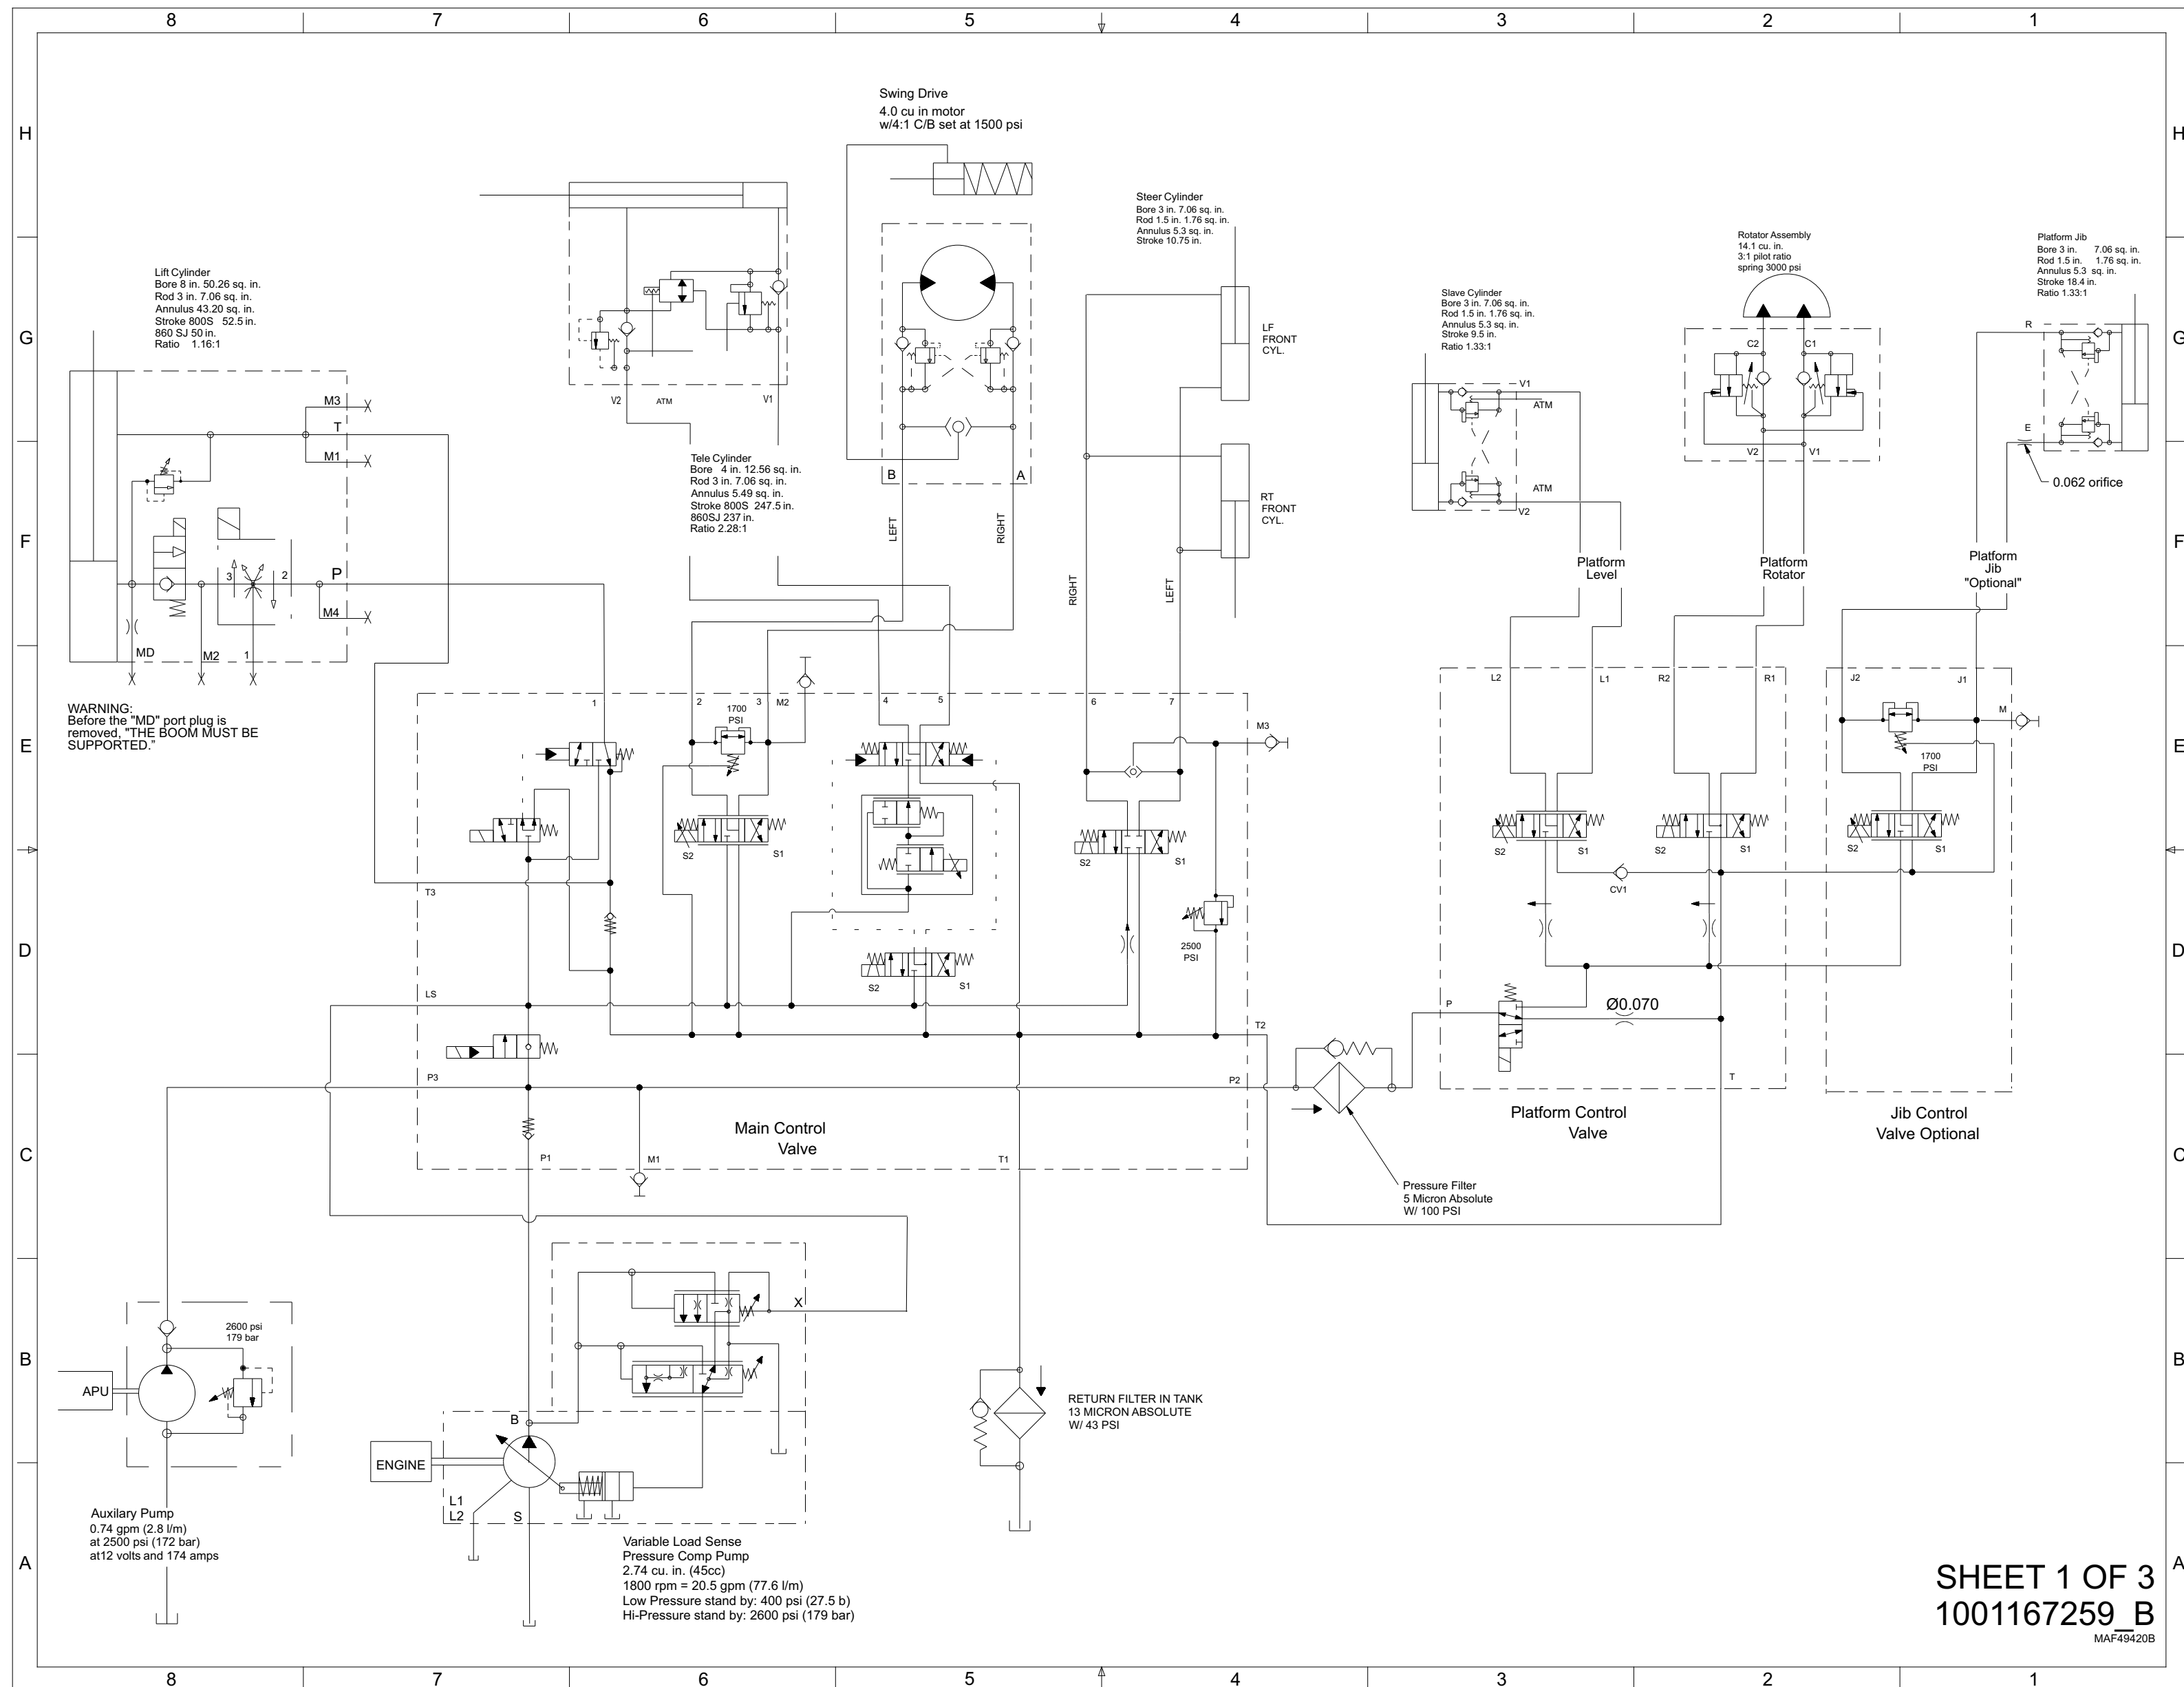 8 7 6 5 4 3 2 1
H
G
F
E
D
C
B
A
H
G
F
E
D
C
B
A
Swing Drive
4.0 cu in motor
w/4:1 C/B set at 1500 psi
Steer Cylinder
Bore 3 in. 7.06 sq. in.
Rod 1.5 in. 1.76 sq. in.
Annulus 5.3 sq. in.
Stroke 10.75 in.
Rotator Assembly
14.1 cu. in.
3:1 pilot ratio
spring 3000 psi
Platform Jib
Bore 3 in. 7.06 sq. in.
Rod 1.5 in. 1.76 sq. in.
Annulus 5.3 sq. in.
Stroke 18.4 in.
Ratio 1.33:1
Lift Cylinder
Bore 8 in. 50.26 sq. in.
Rod 3 in. 7.06 sq. in.
Annulus 43.20 sq. in.
Stroke 800S 52.5 in.
860 SJ 50 in.
Ratio 1.16:1
Slave Cylinder
Bore 3 in. 7.06 sq. in.
Rod 1.5 in. 1.76 sq. in.
Annulus 5.3 sq. in.
Stroke 9.5 in.
Ratio 1.33:1
LF
FRONT
CYL.
RT
FRONT
CYL.
M3
T
M1
P
M4
3
2
MD
M2
1
V2
ATM
V1
Tele Cylinder
Bore 4 in. 12.56 sq. in.
Rod 3 in. 7.06 sq. in.
Annulus 5.49 sq. in.
Stroke 800S 247.5 in.
860SJ 237 in.
Ratio 2.28:1
B
A
LEFT
RIGHT
RIGHT
LEFT
V1
ATM
ATM
V2
C2
C1
V2
V1
R
E
0.062 orifice
Platform
Level
Platform
Rotator
Platform
Jib
"Optional"
WARNING:
Before the "MD" port plug is
removed, "THE BOOM MUST BE
SUPPORTED."
1
2
1700
PSI
3
M2
4
5
6
7
M3
L2
L1
R2
R1
J2
J1
M
1700
PSI
S2
S1
S2
S1
S2
S1
S2
S1
S2
S1
S2
S1
CV1
T3
2500
PSI
LS
T2
P
Ø0.070
P3
P2
T
Main Control
Valve
P1
M1
T1
Platform Control
Valve
Jib Control
Valve Optional
Pressure Filter
5 Micron Absolute
W/ 100 PSI
X
2600 psi
179 bar
APU
RETURN FILTER IN TANK
13 MICRON ABSOLUTE
W/ 43 PSI
B
ENGINE
L1
L2
S
Auxilary Pump
0.74 gpm (2.8 l/m)
at 2500 psi (172 bar)
at12 volts and 174 amps
Variable Load Sense
Pressure Comp Pump
2.74 cu. in. (45cc)
1800 rpm = 20.5 gpm (77.6 l/m)
Low Pressure stand by: 400 psi (27.5 b)
Hi-Pressure stand by: 2600 psi (179 bar)
SHEET 1 OF 3
1001167259_B
MAF49420B
8 7 6 5 4 3 2 1